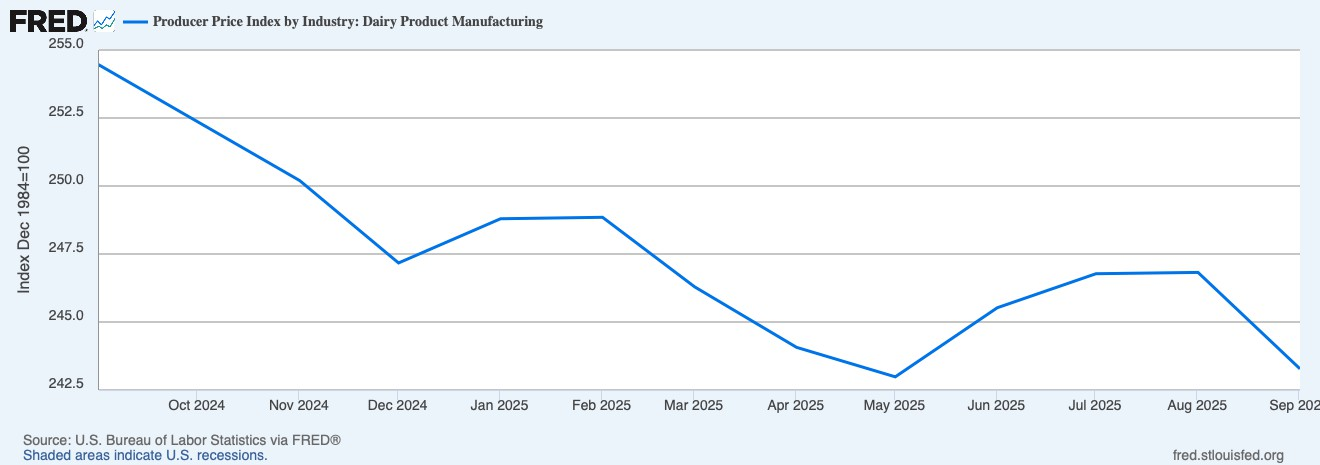 FRED Producer Price Index by Industry: Dairy Product Manufacturing
255.0
252.5
250.0
247.5
245.0
242.5
Index Dec 1984=100
Oct 2024 Nov 2024 Dec 2024 Jan 2025 Feb 2025 Mar 2025 Apr 2025 May 2025 Jun 2025 Jul 2025 Aug 2025 Sep 202
Source: U.S. Bureau of Labor Statistics via FRED®
Shaded areas indicate U.S. recessions.
fred.stlouisfed.org